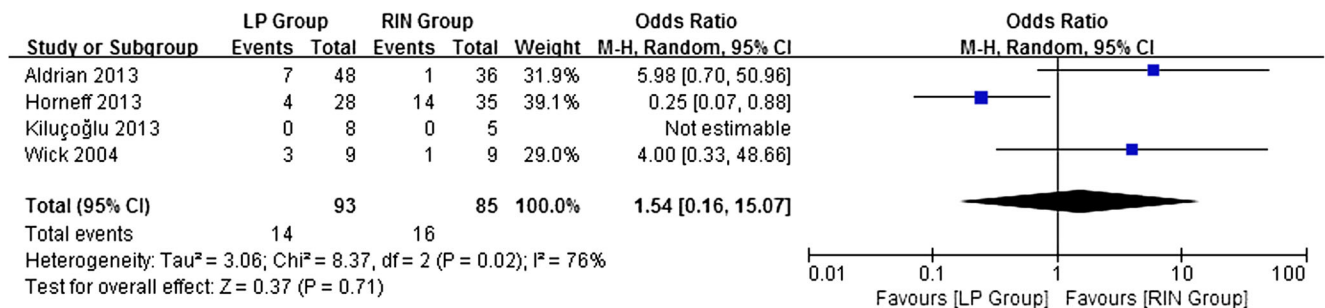 LP Group RIN Group Odds Ratio Odds Ratio
Study or Subgroup Events Total Events Total Weight M-H, Random, 95% CI M-H, Random, 95% CI
Aldrian 2013 7 48 1 36 31.9% 5.98 [0.70, 50.96]
Horneff 2013 4 28 14 35 39.1% 0.25 [0.07, 0.88]
Kiluçoğlu 2013 0 8 0 5 Not estimable
Wick 2004 3 9 1 9 29.0% 4.00 [0.33, 48.66]
Total (95% CI) 93 85 100.0% 1.54 [0.16, 15.07]
Total events 14 16
Heterogeneity: Tau² = 3.06; Chi² = 8.37, df = 2 (P = 0.02); I² = 76%
Test for overall effect: Z = 0.37 (P = 0.71)
0.01 0.1 1 10 100
Favours [LP Group] Favours [RIN Group]